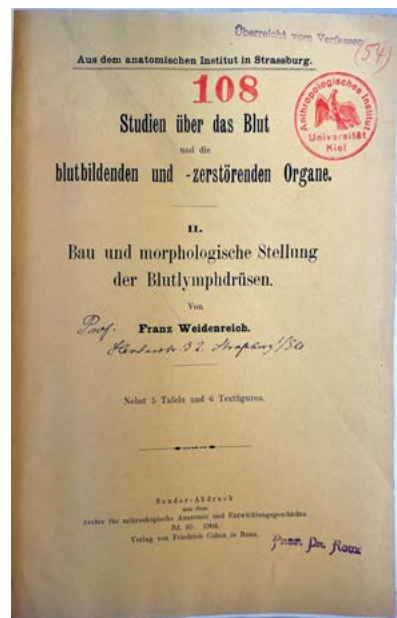 Überreicht vom Verfasser
(54)
Aus dem anatomischen Institut in Strassburg.
108
Anthropologisches Institut
Universität
Kiel
Studien über das Blut
und die
blutbildenden und -zerstörenden Organe.
II.
Bau und morphologische Stellung
der Blutlymphdrüsen.
Von
Prof. Franz Weidenreich.
32. Straßburg i/Els.
Nebst 5 Tafeln und 6 Textfiguren.
Sonder-Abdruck
aus dem
Archiv für mikroskopische Anatomie und Entwicklungsgeschichte
Bd. 65. 1904.
Verlag von Friedrich Cohen in Bonn.
Prof. Dr. Roux